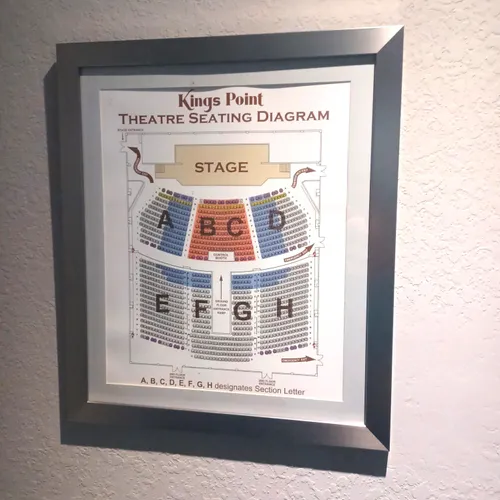 Kings Point
THEATRE SEATING DIAGRAM
STAGE
A
B C
D
E
F
G
H
A, B, C, D, E, F, G, H designates Section Letter